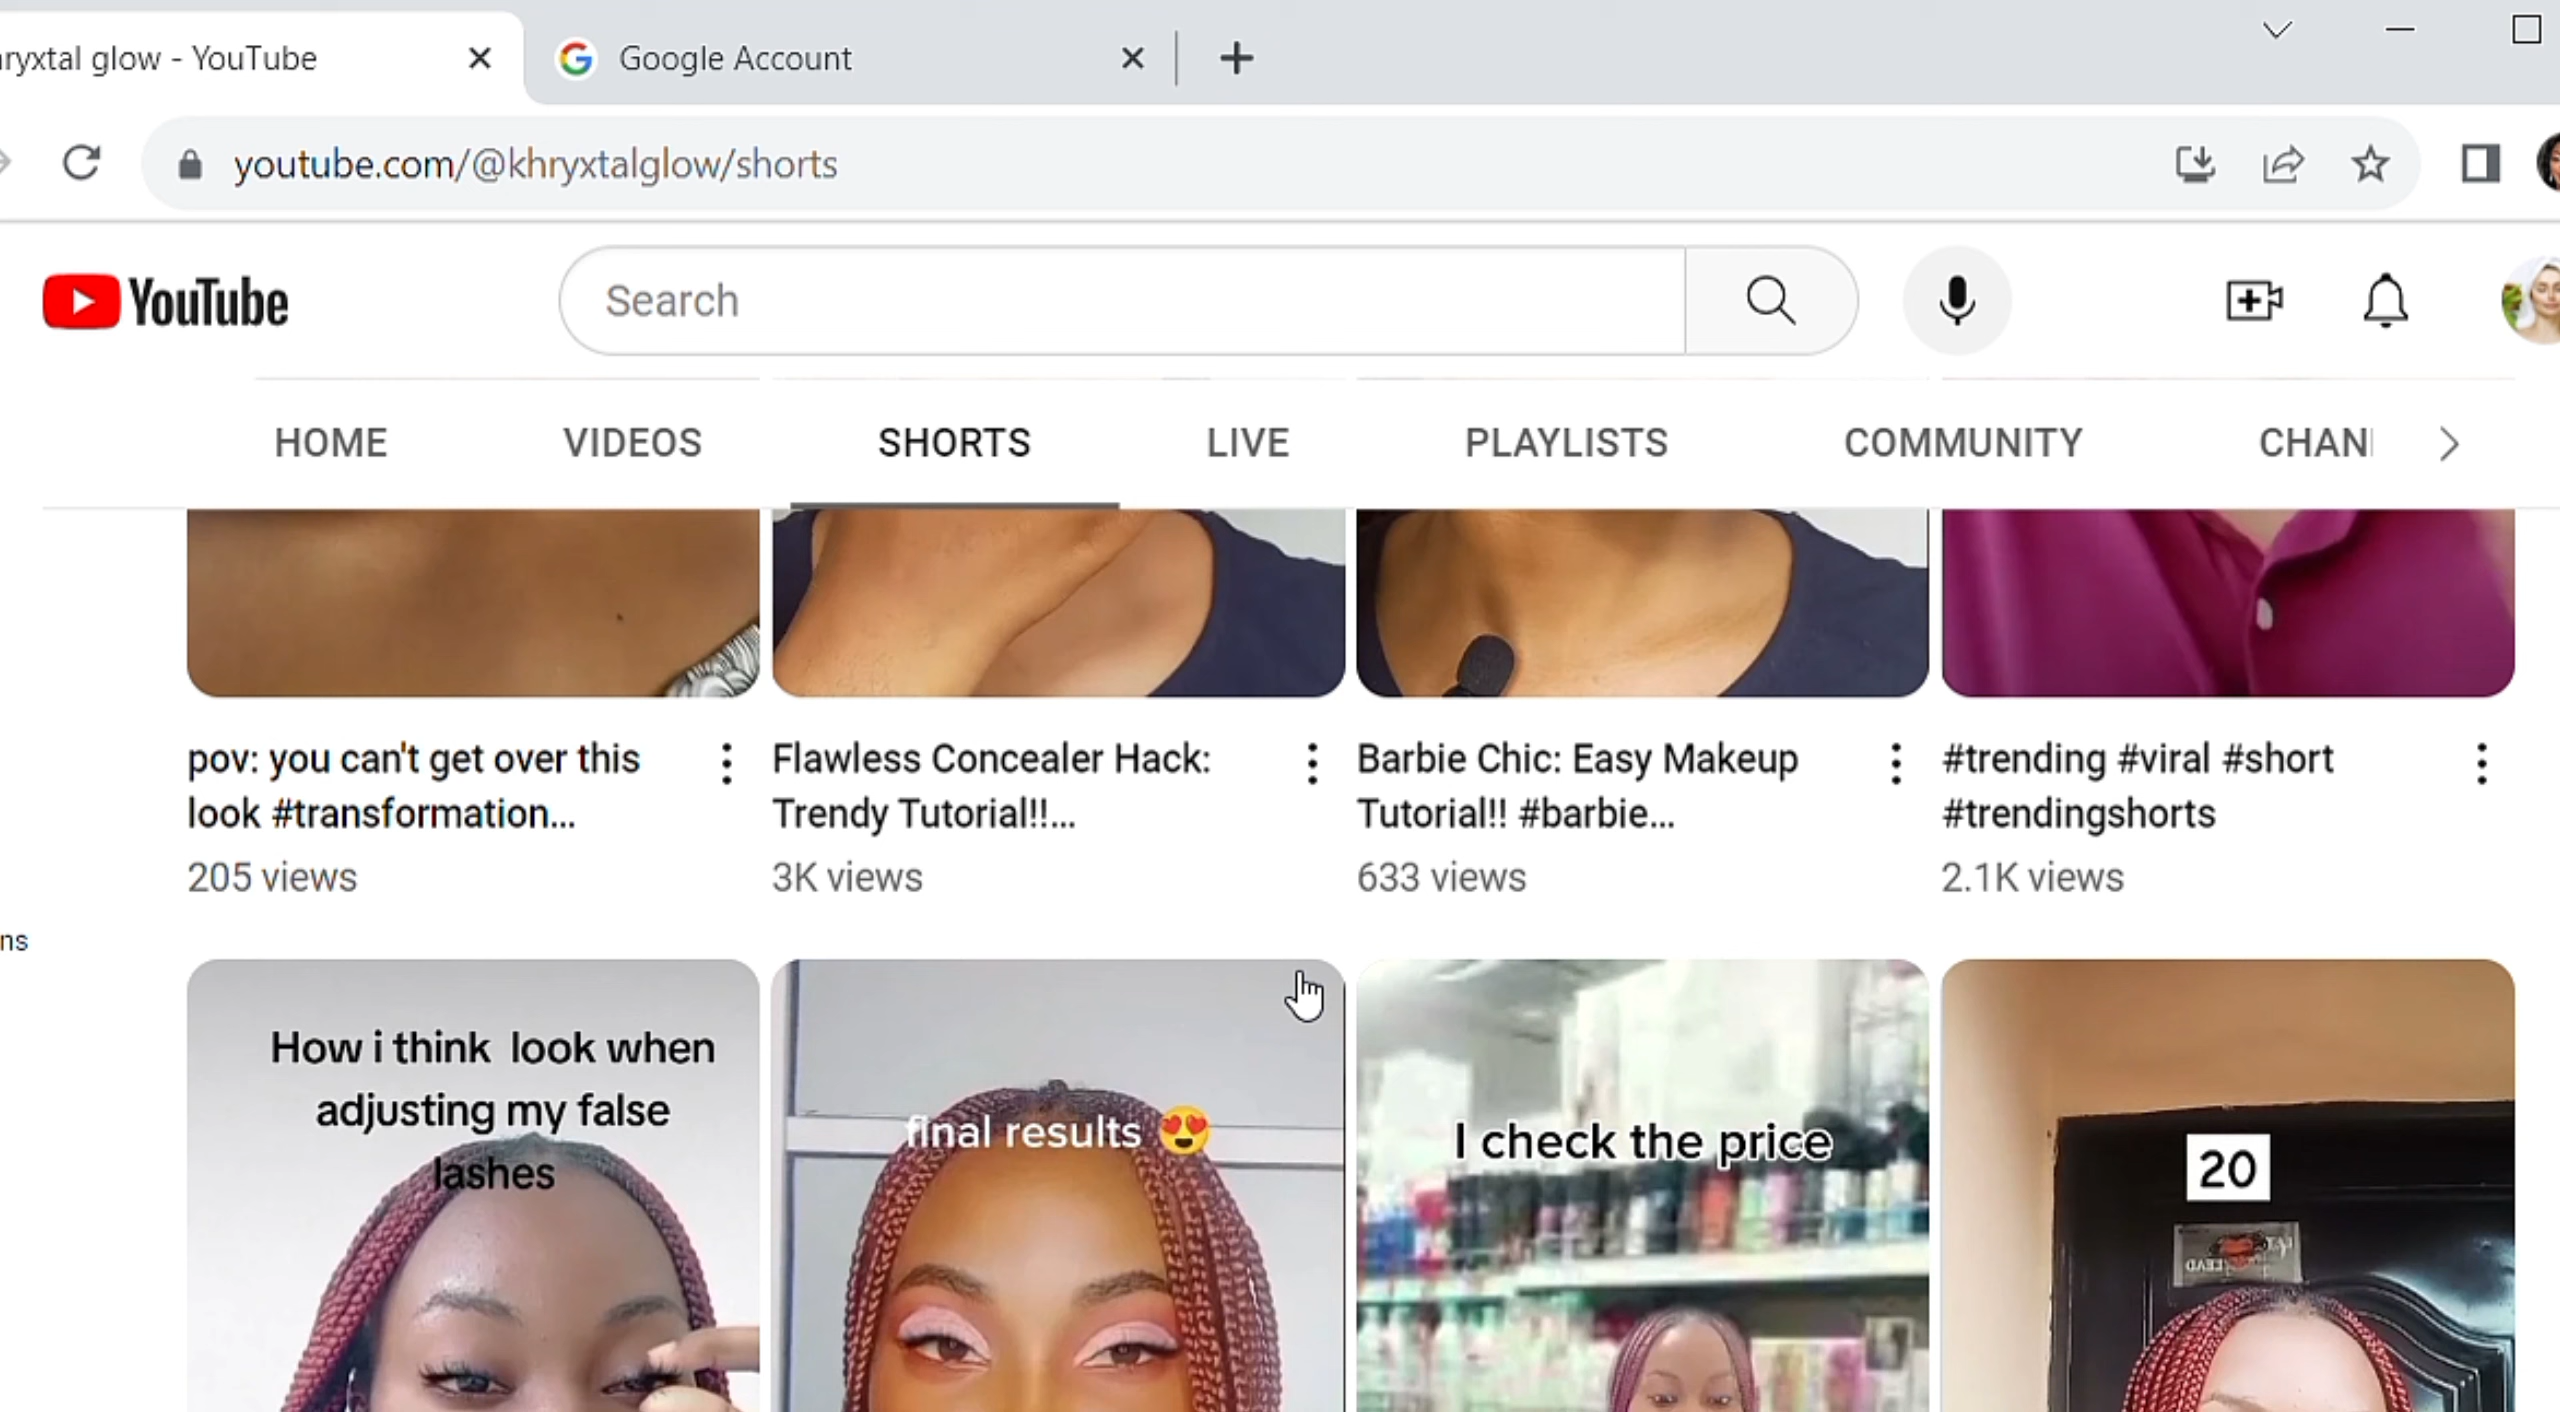 ryxtal glow - YouTube
Google Account
youtube.com/@khryxtalglow/shorts
YouTube
Search
HOME
VIDEOS
SHORTS
LIVE
PLAYLISTS
COMMUNITY
CHAN
pov: you can't get over this
look #transformation...
205 views
Flawless Concealer Hack:
Trendy Tutorial!!...
3K views
Barbie Chic: Easy Makeup
Tutorial!! #barbie...
633 views
#trending #viral #short
#trendingshorts
2.1K views
ns
How i think look when
adjusting my false
lashes
final results 😍
I check the price
20